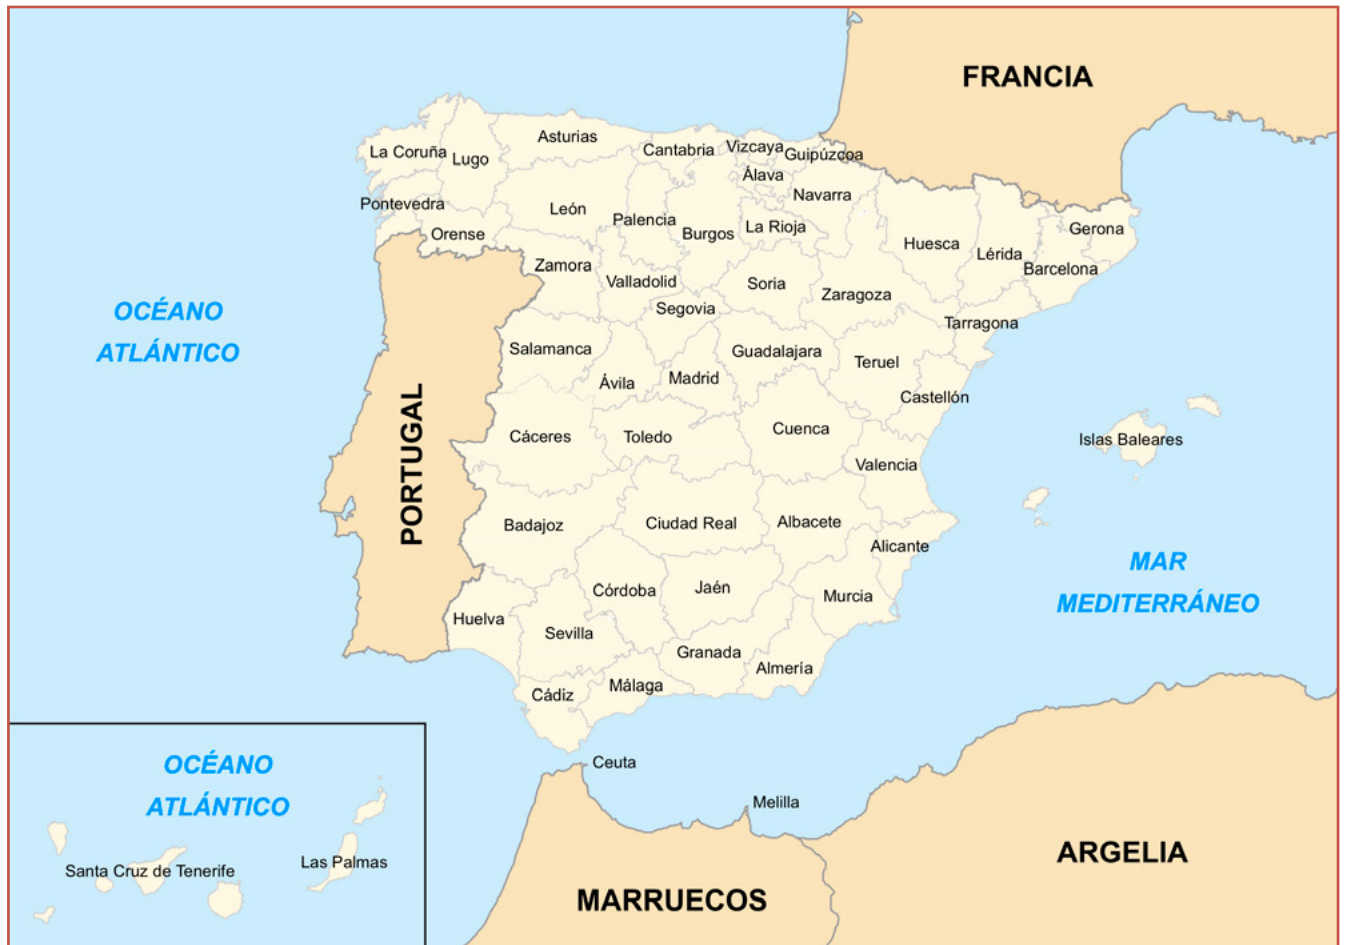 FRANCIA
Asturias
La Coruña
Lugo
Cantabria
Vizcaya
Guipúzcoa
Álava
Navarra
Pontevedra
León
Palencia
La Rioja
Gerona
Orense
Burgos
Huesca
Lérida
Barcelona
Zamora
Valladolid
Soria
Zaragoza
Segovia
OCÉANO
ATLÁNTICO
Tarragona
Salamanca
Guadalajara
Teruel
Ávila
Madrid
Castellón
PORTUGAL
Cáceres
Toledo
Cuenca
Islas Baleares
Valencia
Badajoz
Ciudad Real
Albacete
Alicante
MAR
MEDITERRÁNEO
Córdoba
Jaén
Murcia
Huelva
Sevilla
Granada
Almería
Málaga
Cádiz
Ceuta
Melilla
OCÉANO
ATLÁNTICO
Las Palmas
Santa Cruz de Tenerife
ARGELIA
MARRUECOS